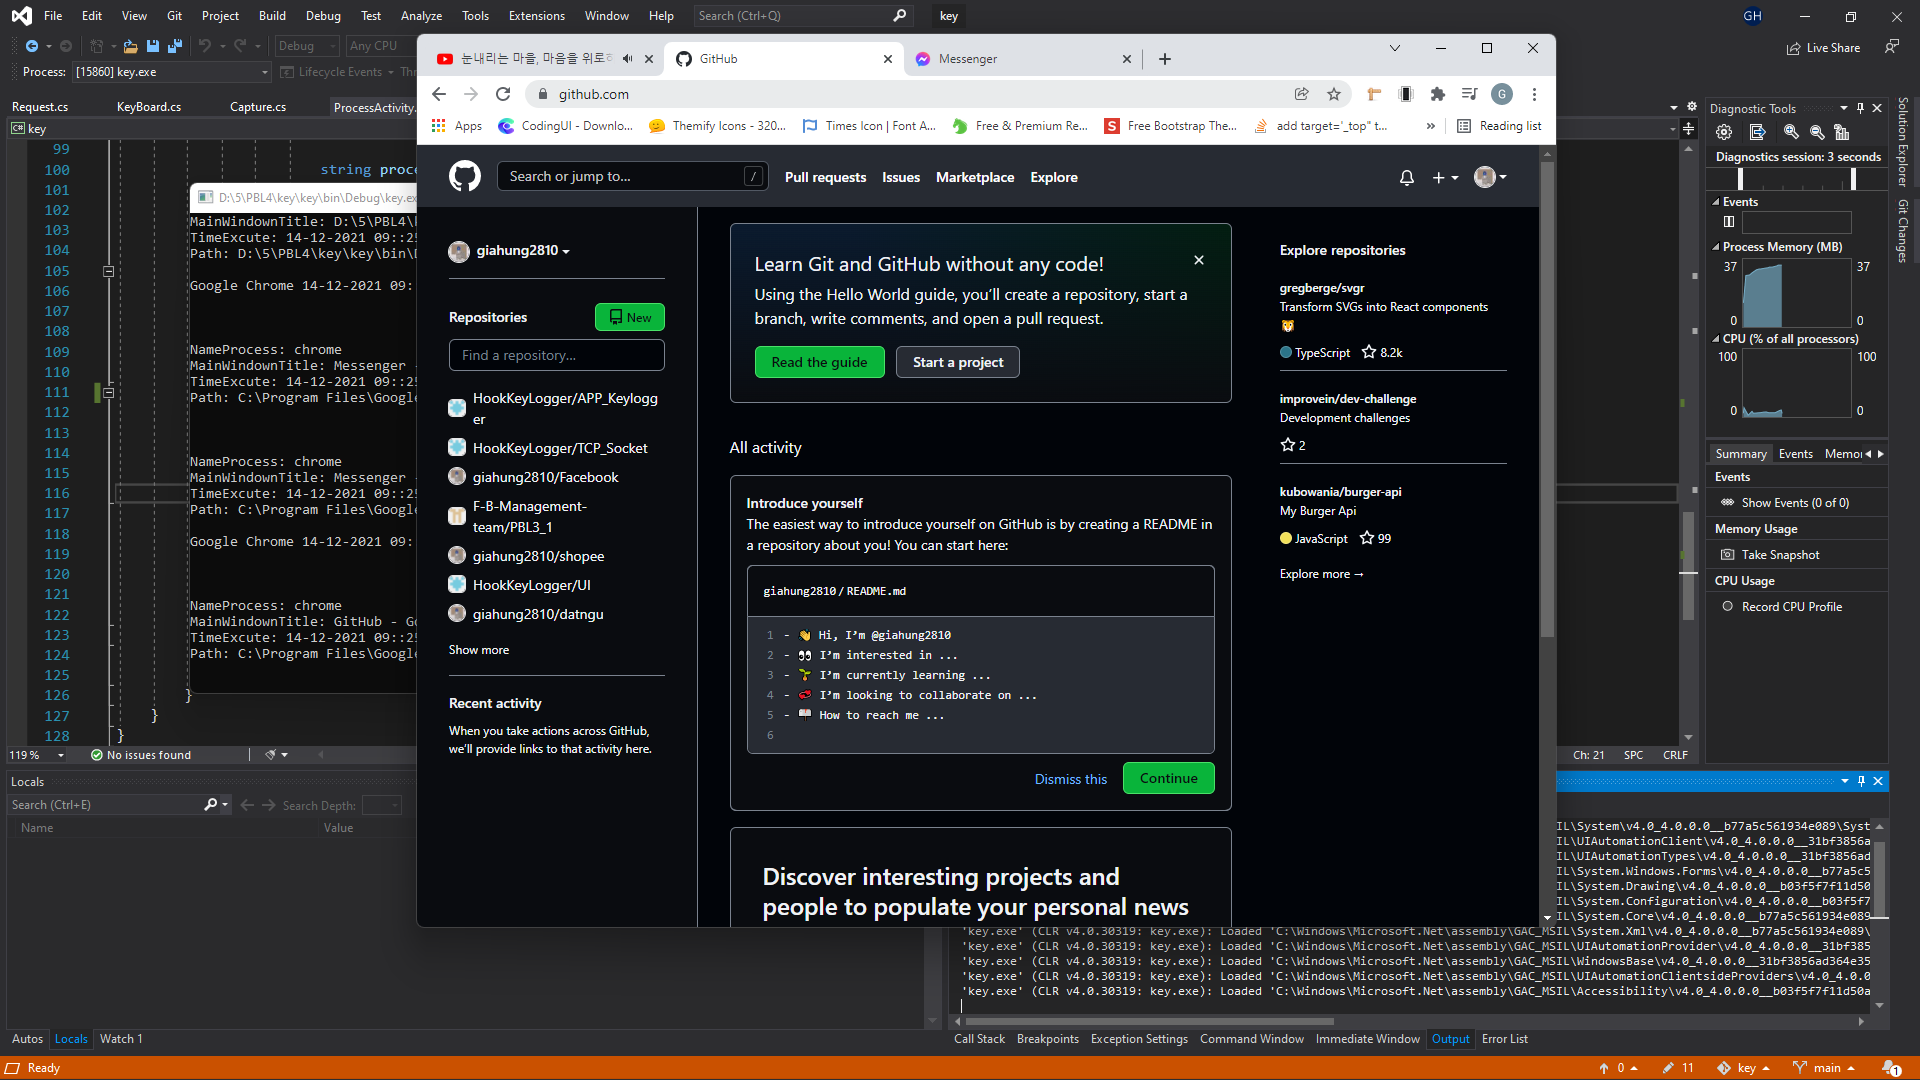 File Edit View Git Project Build Debug Test Analyze Tools Extensions Window Help Search (Ctrl+Q) key GH
Debug Any CPU Live Share
Process: [15860] key.exe Lifecycle Events
Request.cs KeyBoard.cs Capture.cs ProcessActivity.
C# key
99
100 string proce
101
102
103
104
105
106
107
108
109
110
111
112
113
114
115
116
117
118
119
120
121
122
123
124
125
126 }
127 }
128 }
D:\5\PBL4\key\key\bin\Debug\key.ex
MainWindownTitle: D:\5\PBL4\
TimeExcute: 14-12-2021 09::25
Path: D:\5\PBL4\key\key\bin\D
Google Chrome 14-12-2021 09:
NameProcess: chrome
MainWindownTitle: Messenger -
TimeExcute: 14-12-2021 09::25
Path: C:\Program Files\Google
NameProcess: chrome
MainWindownTitle: Messenger -
TimeExcute: 14-12-2021 09::25
Path: C:\Program Files\Google
Google Chrome 14-12-2021 09:
NameProcess: chrome
MainWindownTitle: GitHub - Go
TimeExcute: 14-12-2021 09::25
Path: C:\Program Files\Google
119 % No issues found
Ch: 21 SPC CRLF
눈내리는 마을, 마음을 위로 GitHub Messenger
github.com G
Apps CodingUI - Downlo... Themify Icons - 320... Times Icon | Font A... Free & Premium Re... Free Bootstrap The... add target='_top" t... » Reading list
Search or jump to... / Pull requests Issues Marketplace Explore
giahung2810
Repositories New
Find a repository...
HookKeyLogger/APP_Keylogg
er
HookKeyLogger/TCP_Socket
giahung2810/Facebook
F-B-Management-
team/PBL3_1
giahung2810/shopee
HookKeyLogger/UI
giahung2810/datngu
Show more
Recent activity
When you take actions across GitHub,
we'll provide links to that activity here.
Learn Git and GitHub without any code!
Using the Hello World guide, you'll create a repository, start a
branch, write comments, and open a pull request.
Read the guide Start a project
All activity
Introduce yourself
The easiest way to introduce yourself on GitHub is by creating a README in
a repository about you! You can start here:
giahung2810 / README.md
1 - 👋 Hi, I'm @giahung2810
2 - 👀 I'm interested in ...
3 - 🌱 I'm currently learning ...
4 - 💞️ I'm looking to collaborate on ...
5 - 📫 How to reach me ...
6
Dismiss this Continue
Discover interesting projects and
people to populate your personal news
Explore repositories
gregberge/svgr
Transform SVGs into React components
🦁
TypeScript 8.2k
improvein/dev-challenge
Development challenges
2
kubowania/burger-api
My Burger Api
JavaScript 99
Explore more →
Diagnostic Tools
Diagnostics session: 3 seconds
Events
Process Memory (MB)
37 37
0 0
CPU (% of all processors)
100 100
0 0
Summary Events Memor
Events
Show Events (0 of 0)
Memory Usage
Take Snapshot
CPU Usage
Record CPU Profile
Solution Explorer
Git Changes
Locals
Search (Ctrl+E) Search Depth:
Name Value
IL\System\v4.0_4.0.0.0__b77a5c561934e089\Syst
IL\UIAutomationClient\v4.0_4.0.0.0__31bf3856a
IL\UIAutomationTypes\v4.0_4.0.0.0__31bf3856ad
IL\System.Windows.Forms\v4.0_4.0.0.0__b77a5c5
IL\System.Drawing\v4.0_4.0.0.0__b03f5f7f11d50
IL\System.Configuration\v4.0_4.0.0.0__b03f5f7
IL\System.Core\v4.0_4.0.0.0__b77a5c561934e089
'key.exe' (CLR v4.0.30319: key.exe): Loaded 'C:\Windows\Microsoft.Net\assembly\GAC_MSIL\System.Xml\v4.0_4.0.0.0__b77a5c561934e089\
'key.exe' (CLR v4.0.30319: key.exe): Loaded 'C:\Windows\Microsoft.Net\assembly\GAC_MSIL\UIAutomationProvider\v4.0_4.0.0.0__31bf385
'key.exe' (CLR v4.0.30319: key.exe): Loaded 'C:\Windows\Microsoft.Net\assembly\GAC_MSIL\WindowsBase\v4.0_4.0.0.0__31bf3856ad364e35
'key.exe' (CLR v4.0.30319: key.exe): Loaded 'C:\Windows\Microsoft.Net\assembly\GAC_MSIL\UIAutomationClientsideProviders\v4.0_4.0.0
'key.exe' (CLR v4.0.30319: key.exe): Loaded 'C:\Windows\Microsoft.Net\assembly\GAC_MSIL\Accessibility\v4.0_4.0.0.0__b03f5f7f11d50a
Autos Locals Watch 1
Call Stack Breakpoints Exception Settings Command Window Immediate Window Output Error List
Ready 0 11 key main 1